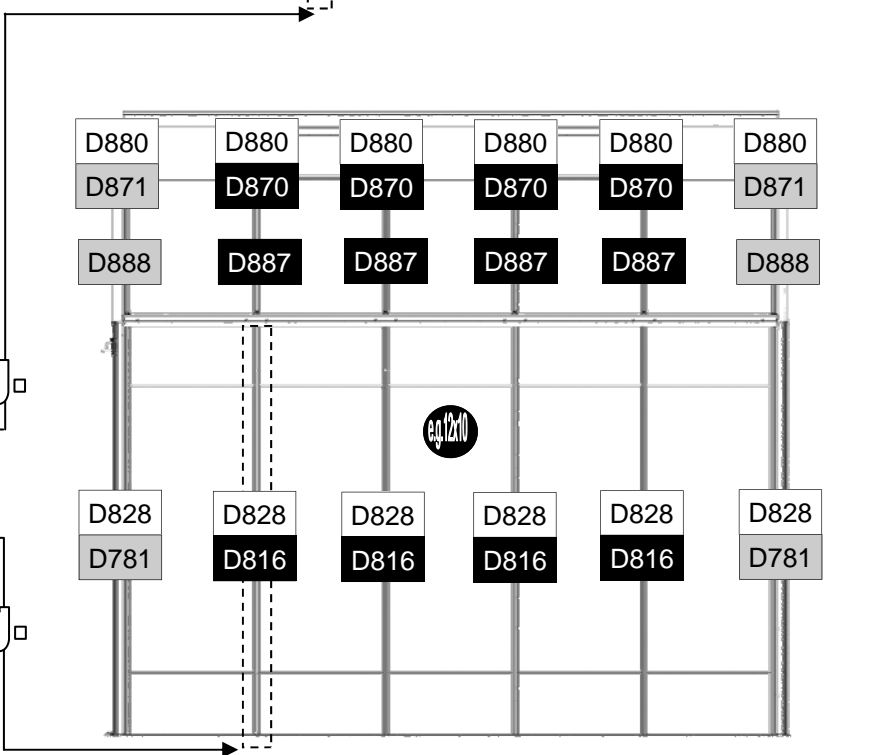 D880 D880 D880 D880 D880 D880
D871 D870 D870 D870 D870 D871
D888 D887 D887 D887 D887 D888
e.g.12x10
D828 D828 D828 D828 D828 D828
D781 D816 D816 D816 D816 D781